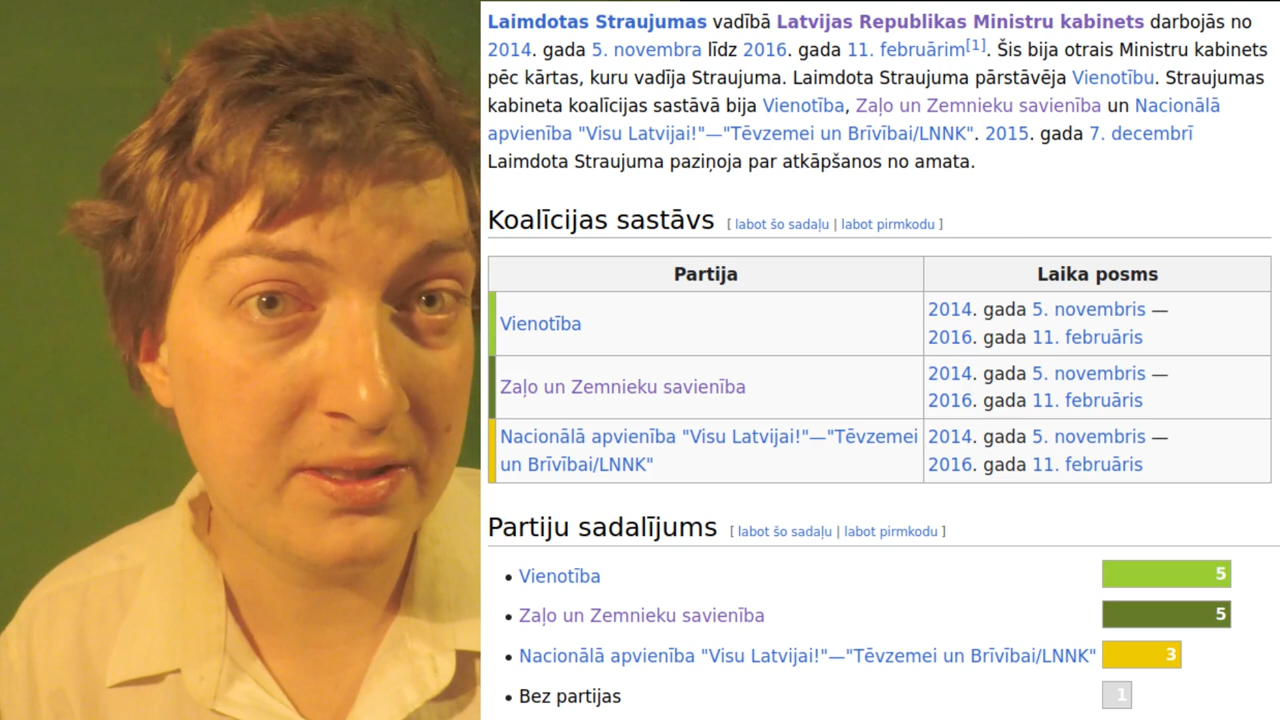 Laimdotas Straujumas vadībā Latvijas Republikas Ministru kabinets darbojās no
2014. gada 5. novembra līdz 2016. gada 11. februārim[1]. Šis bija otrais Ministru kabinets
pēc kārtas, kuru vadīja Straujuma. Laimdota Straujuma pārstāvēja Vienotību. Straujumas
kabineta koalīcijas sastāvā bija Vienotība, Zaļo un Zemnieku savienība un Nacionālā
apvienība "Visu Latvijai!"—"Tēvzemei un Brīvībai/LNNK". 2015. gada 7. decembrī
Laimdota Straujuma paziņoja par atkāpšanos no amata.
Koalīcijas sastāvs [ labot šo sadaļu | labot pirmkodu ]
Partija Laika posms
Vienotība
2014. gada 5. novembris —
2016. gada 11. februāris
Zaļo un Zemnieku savienība
2014. gada 5. novembris —
2016. gada 11. februāris
Nacionālā apvienība "Visu Latvijai!"—"Tēvzemei
un Brīvībai/LNNK"
2014. gada 5. novembris —
2016. gada 11. februāris
Partiju sadalījums [ labot šo sadaļu | labot pirmkodu ]
• Vienotība 5
• Zaļo un Zemnieku savienība 5
• Nacionālā apvienība "Visu Latvijai!"—"Tēvzemei un Brīvībai/LNNK" 3
• Bez partijas 1